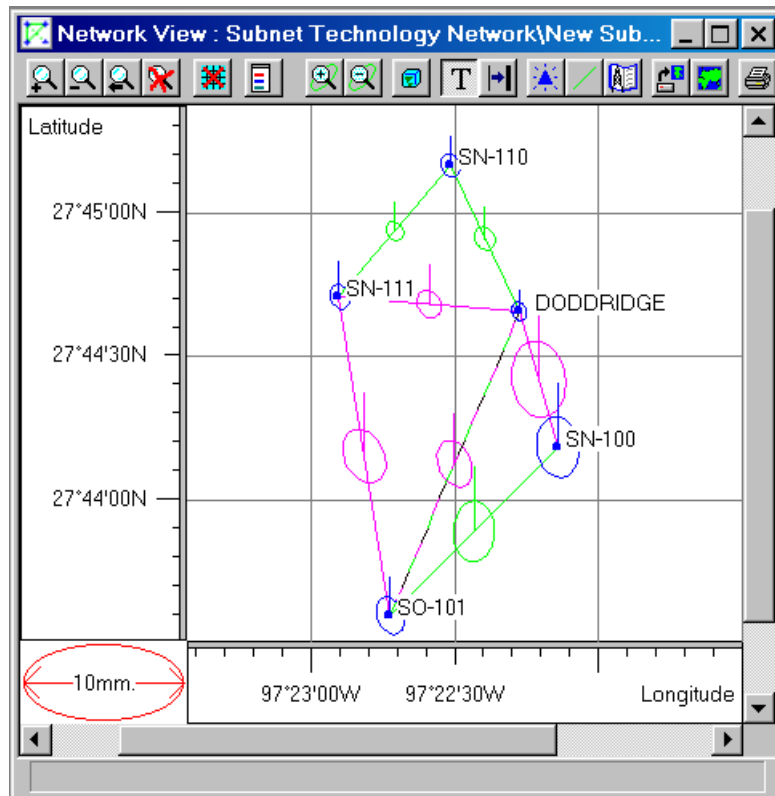 Network View : Subnet Technology Network\New Sub...
T
Latitude
SN-110
27°45'00N
SN-111
DODDRIDGE
27°44'30N
SN-100
27°44'00N
SO-101
10mm.
97°23'00W
97°22'30W
Longitude